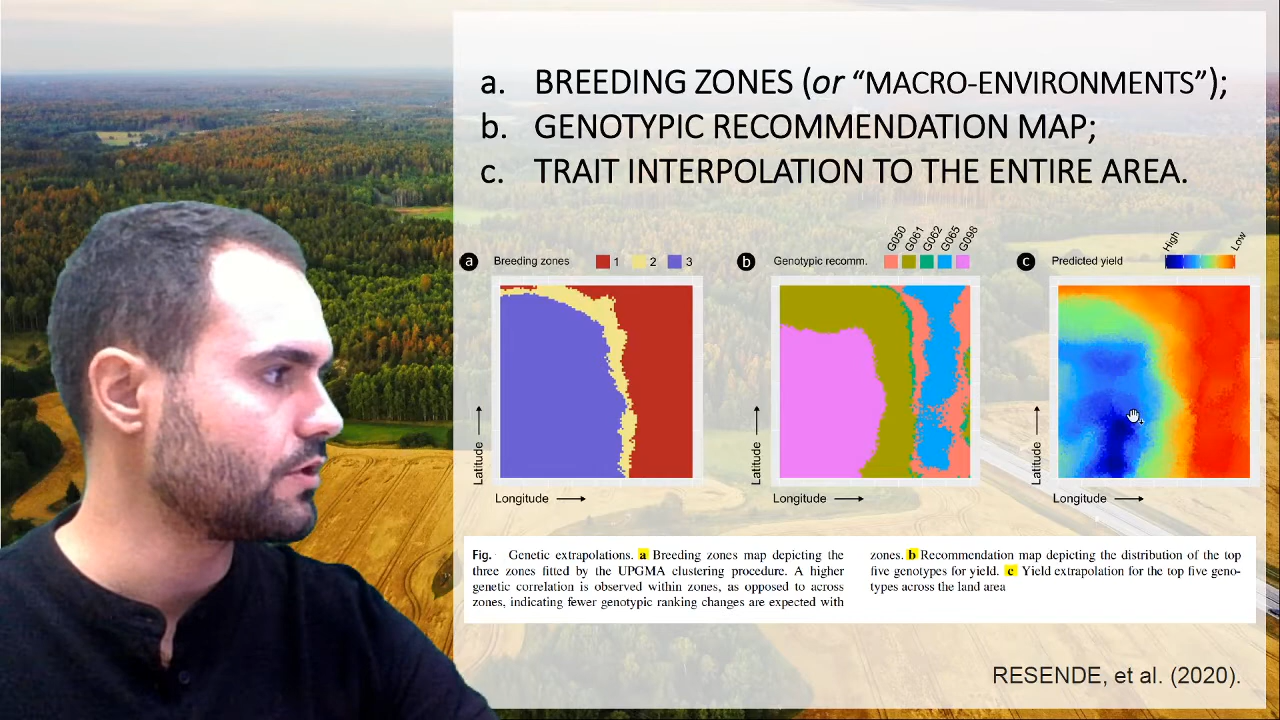 a. BREEDING ZONES (or “MACRO-ENVIRONMENTS”);
b. GENOTYPIC RECOMMENDATION MAP;
c. TRAIT INTERPOLATION TO THE ENTIRE AREA.
a Breeding zones 1 2 3
Latitude
Longitude
b Genotypic recomm. G050 G061 G062 G065 G098
Latitude
Longitude
c Predicted yield High Low
Latitude
Longitude
Fig. Genetic extrapolations. a Breeding zones map depicting the
three zones fitted by the UPGMA clustering procedure. A higher
genetic correlation is observed within zones, as opposed to across
zones, indicating fewer genotypic ranking changes are expected with
zones. b Recommendation map depicting the distribution of the top
five genotypes for yield. c Yield extrapolation for the top five geno-
types across the land area
RESENDE, et al. (2020).